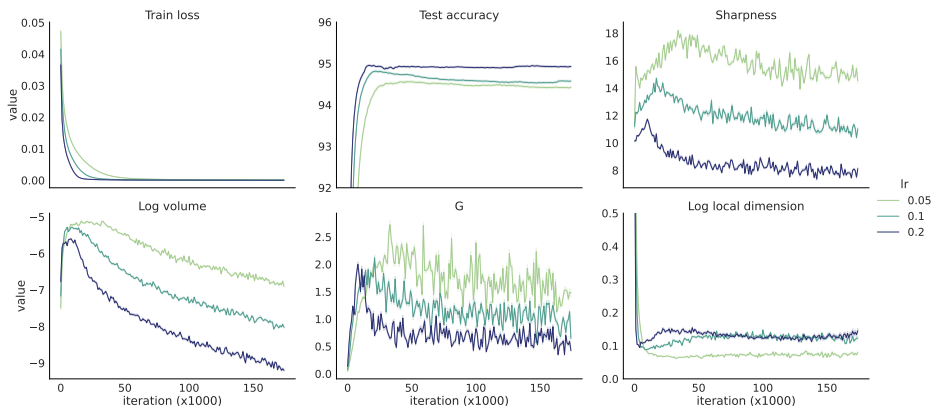 Train loss
Test accuracy
Sharpness
value
0.05
0.04
0.03
0.02
0.01
0.00
96
95
94
93
92
18
16
14
12
10
8
lr
0.05
0.1
0.2
Log volume
G
Log local dimension
value
−5
−6
−7
−8
−9
2.5
2.0
1.5
1.0
0.5
0.0
0.5
0.4
0.3
0.2
0.1
0.0
0 50 100 150
0 50 100 150
0 50 100 150
iteration (x1000)
iteration (x1000)
iteration (x1000)